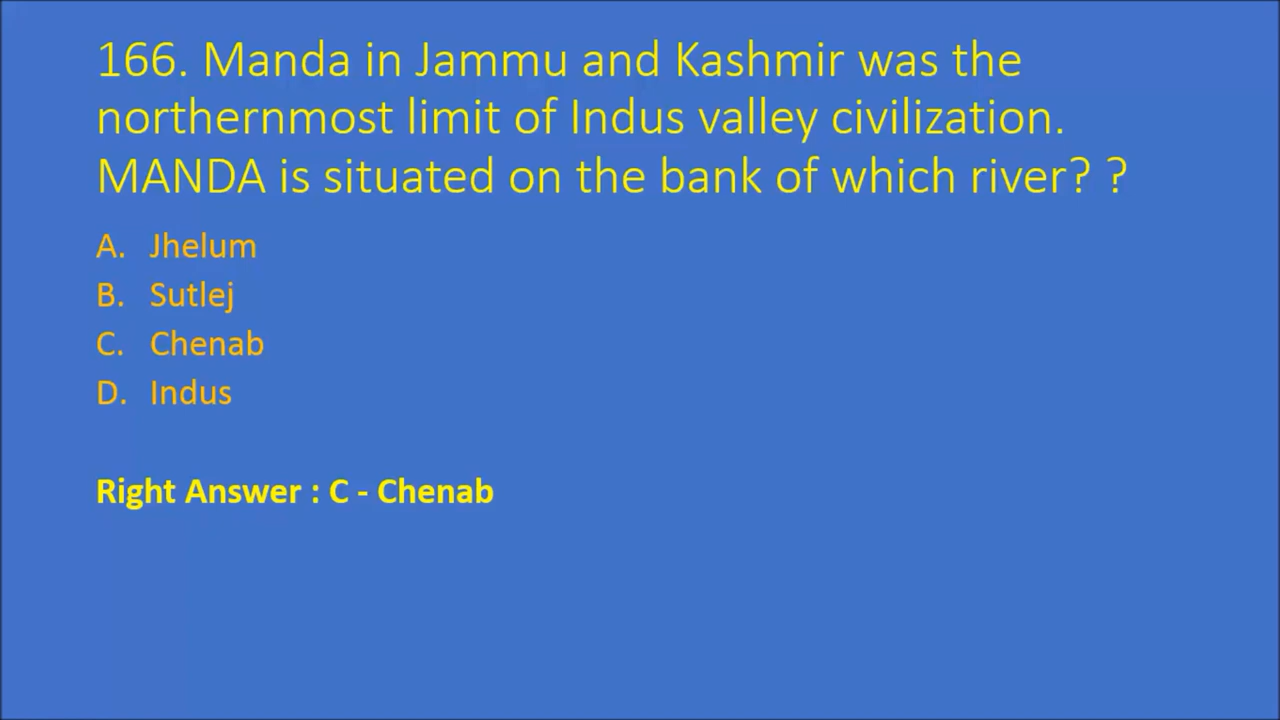 166. Manda in Jammu and Kashmir was the
northernmost limit of Indus valley civilization.
MANDA is situated on the bank of which river? ?
A. Jhelum
B. Sutlej
C. Chenab
D. Indus
Right Answer : C - Chenab